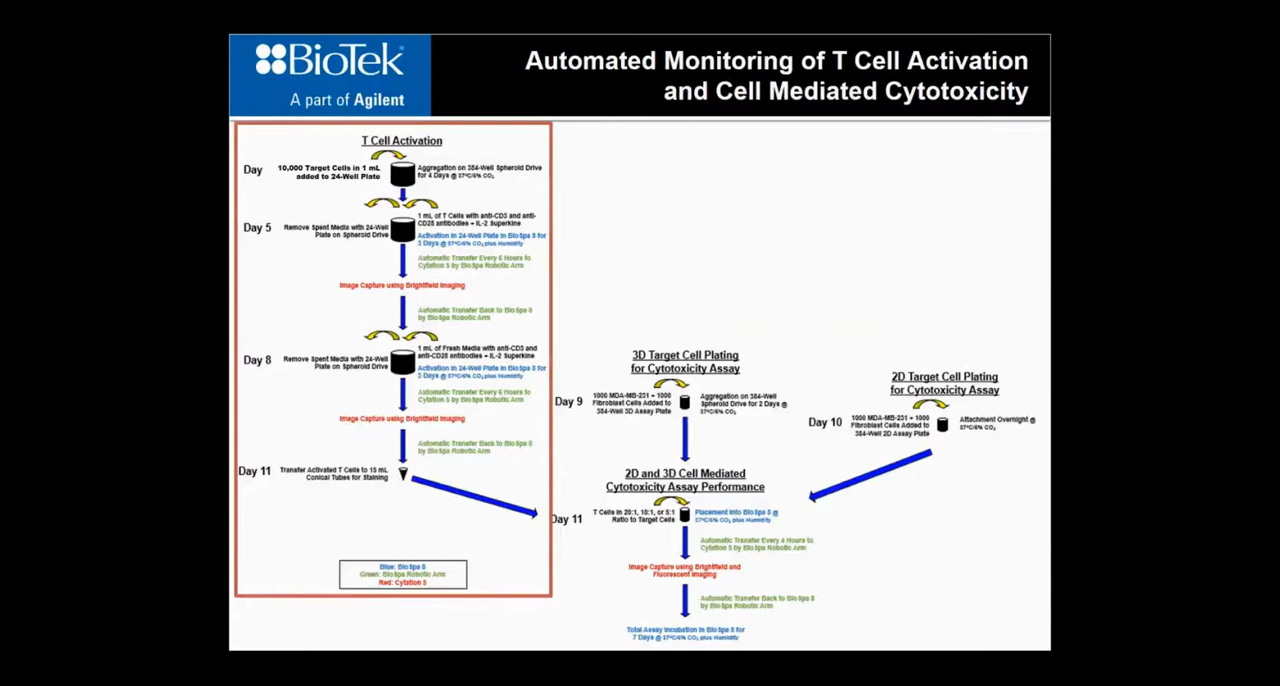 BioTek
A part of Agilent
Automated Monitoring of T Cell Activation
and Cell Mediated Cytotoxicity
T Cell Activation
Day
10,000 Target Cells in 1 mL
added to 24-Well Plate
Aggregation on 384-Well Spheroid Drive
for 4 Days @ 37ºC/5% CO2
Day 5
Remove Spent Media with 24-Well
Plate on Spheroid Drive
1 mL of T Cells with anti-CD3 and anti-
CD28 antibodies + IL-2 Superkine
Activation in 24-Well Plate in BioSpa 8 for
3 Days @ 37ºC/5% CO2 plus Humidity
Automatic Transfer Every 6 Hours to
Cytation 5 by BioSpa Robotic Arm
Image Capture using Brightfield Imaging
Automatic Transfer Back to BioSpa 8
by BioSpa Robotic Arm
Day 8
Remove Spent Media with 24-Well
Plate on Spheroid Drive
1 mL of Fresh Media with anti-CD3 and
anti-CD28 antibodies + IL-2 Superkine
Activation in 24-Well Plate in BioSpa 8 for
3 Days @ 37ºC/5% CO2 plus Humidity
Automatic Transfer Every 6 Hours to
Cytation 5 by BioSpa Robotic Arm
Image Capture using Brightfield Imaging
Automatic Transfer Back to BioSpa 8
by BioSpa Robotic Arm
Day 11
Transfer Activated T Cells to 15 mL
Conical Tubes for Staining
Blue: BioSpa 8
Green: BioSpa Robotic Arm
Red: Cytation 5
3D Target Cell Plating
for Cytotoxicity Assay
Day 9
1000 MDA-MB-231 + 1000
Fibroblast Cells Added to
384-Well 3D Assay Plate
Aggregation on 384-Well
Spheroid Drive for 2 Days @
37ºC/5% CO2
2D Target Cell Plating
for Cytotoxicity Assay
Day 10
1000 MDA-MB-231 + 1000
Fibroblast Cells Added to
384-Well 2D Assay Plate
Attachment Overnight @
37ºC/5% CO2
2D and 3D Cell Mediated
Cytotoxicity Assay Performance
Day 11
T Cells in 20:1, 10:1, or 5:1
Ratio to Target Cells
Placement into BioSpa 8 @
37ºC/5% CO2 plus Humidity
Automatic Transfer Every 4 Hours to
Cytation 5 by BioSpa Robotic Arm
Image Capture using Brightfield and
Fluorescent Imaging
Automatic Transfer Back to BioSpa 8
by BioSpa Robotic Arm
Total Assay Incubation in BioSpa 8 for
7 Days @ 37ºC/5% CO2 plus Humidity